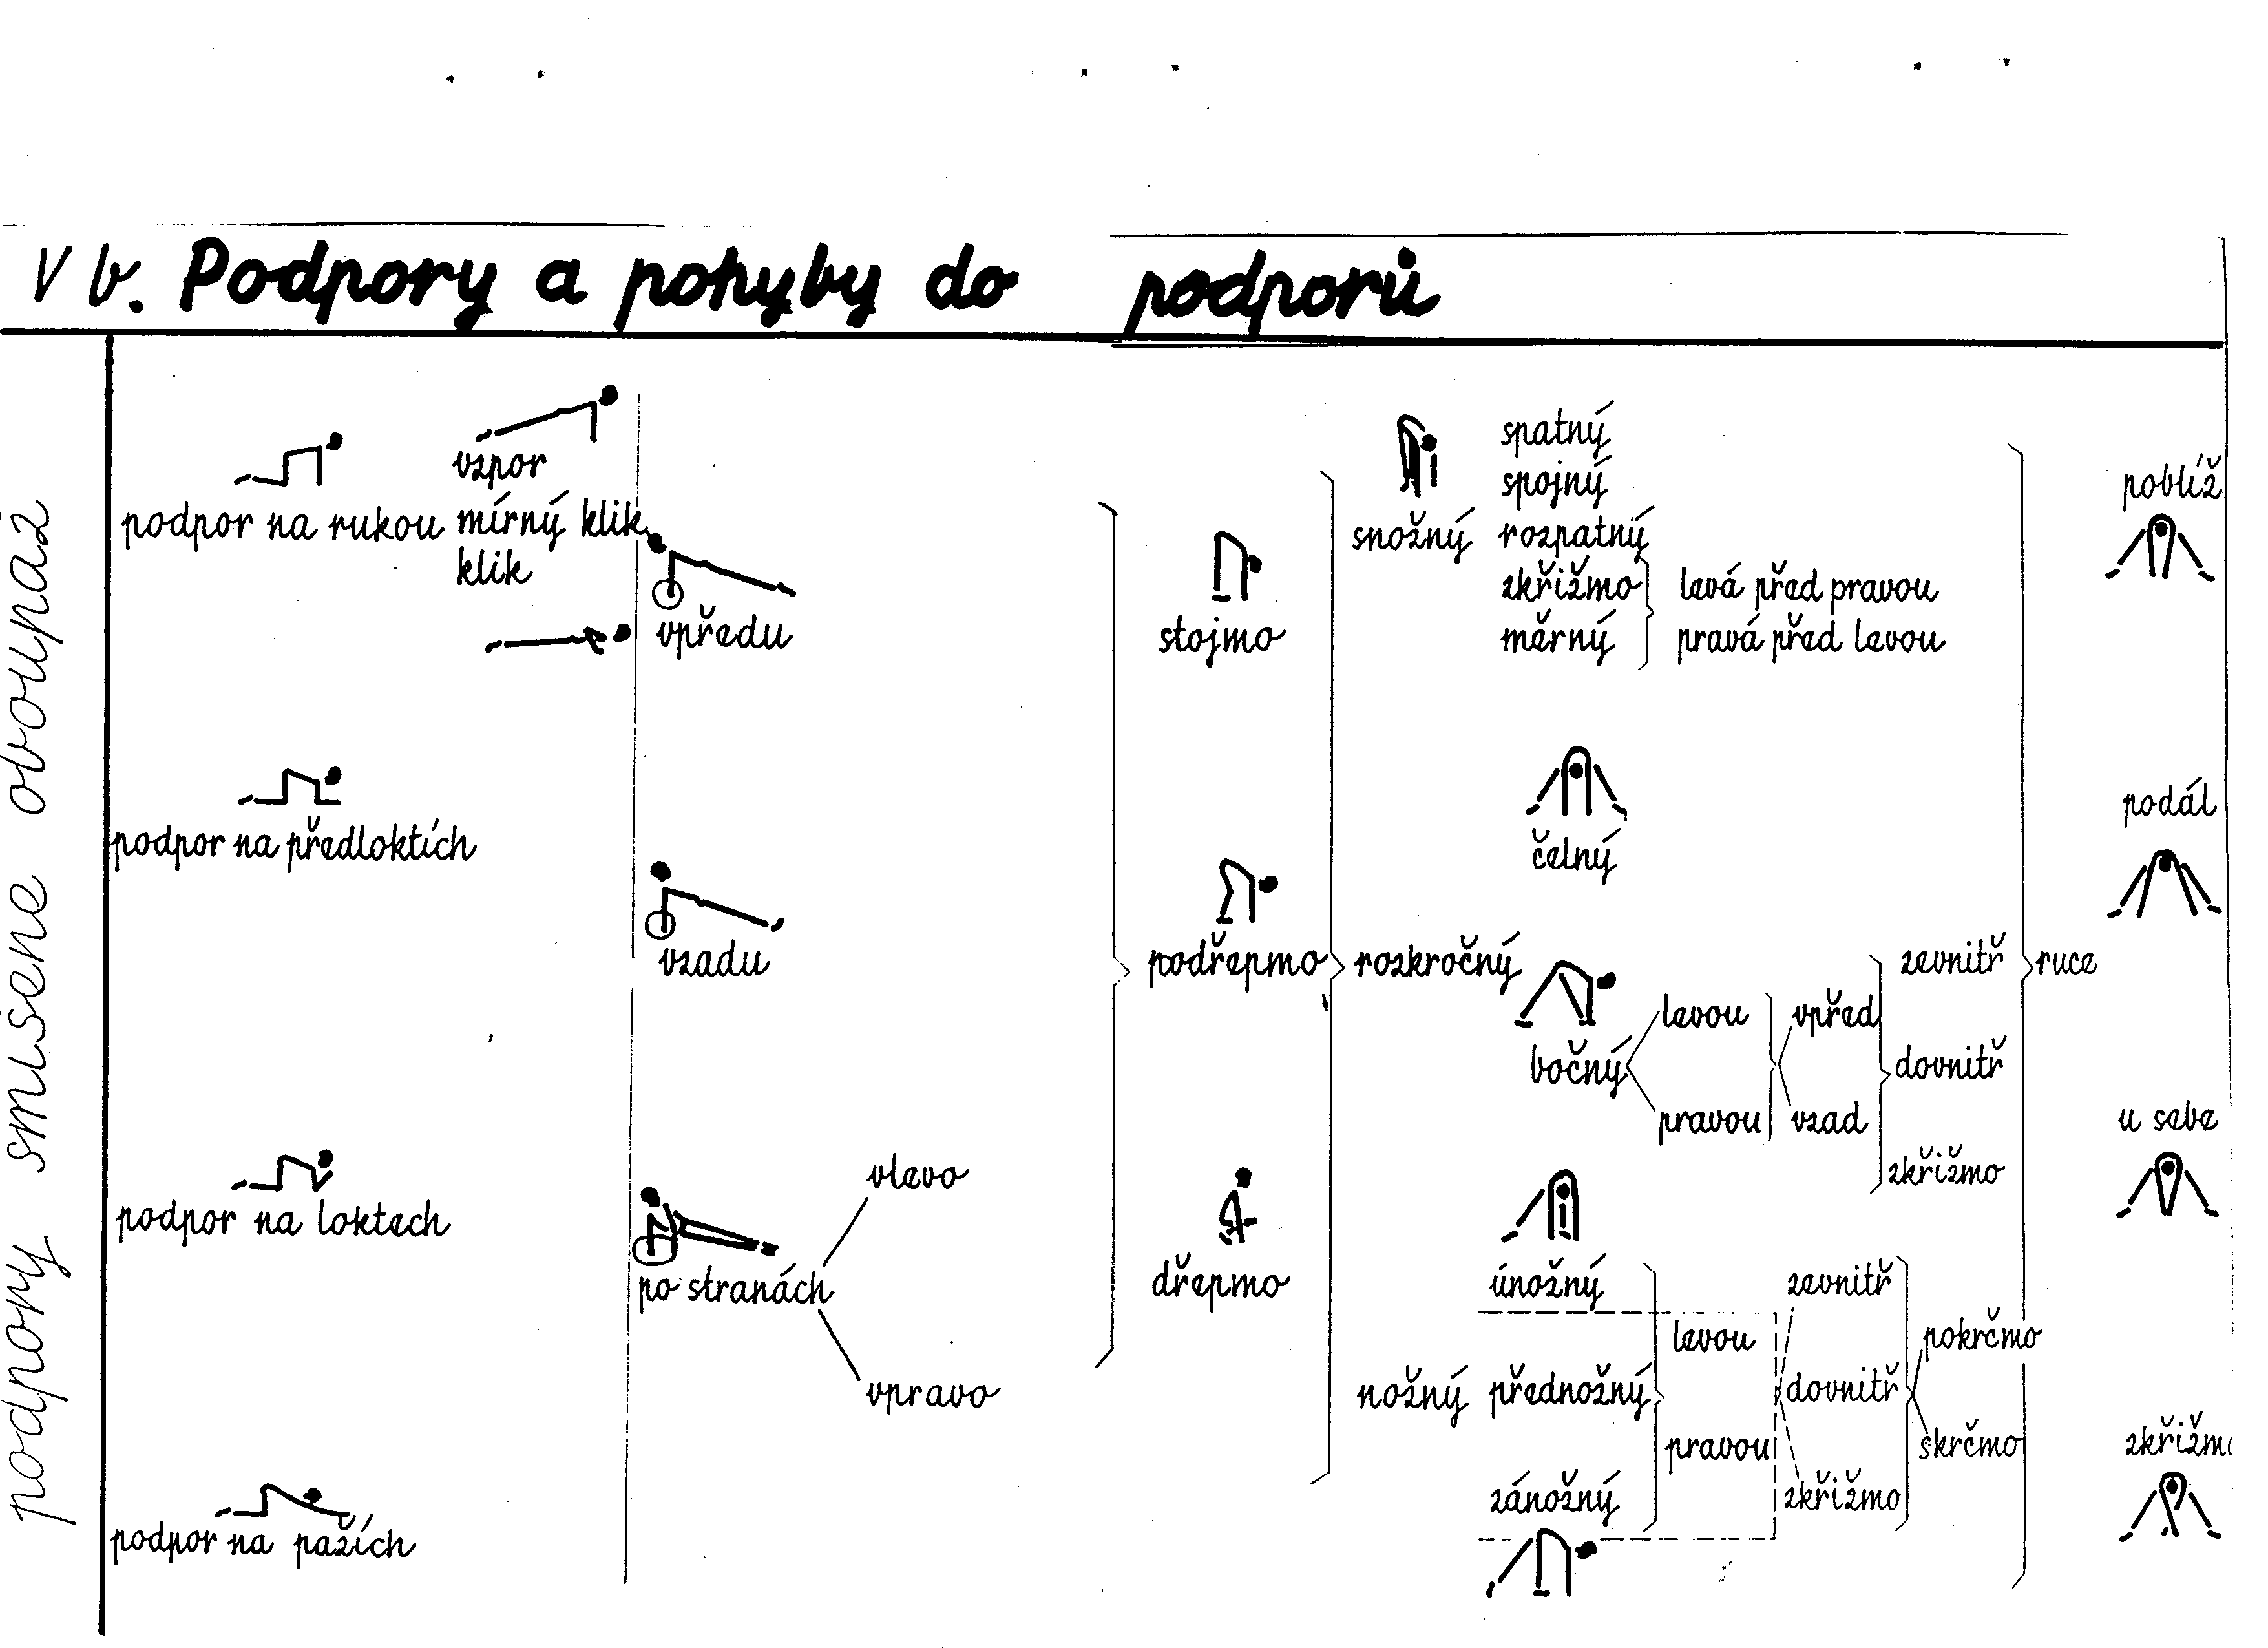 V b. Podpory a pohyby do podporů
podpory smíšené obounož
podpor na rukou
vzpor
mírný klik
klik
podpor na předloktích
podpor na loktech
podpor na pažích
vpředu
vzadu
po stranách
vlevo
vpravo
stojmo
podřepmo
dřepmo
snožný
spatný
spojný
rozpatný
zkřižmo
měrný
levá před pravou
pravá před levou
rozkročný
čelný
bočný
levou
pravou
vpřed
vzad
zevnitř
dovnitř
zkřižmo
nožný
únožný
přednožný
zánožný
levou
pravou
zevnitř
dovnitř
zkřižmo
pokrčmo
skrčmo
ruce
poblíž
podál
u sebe
zkřižm